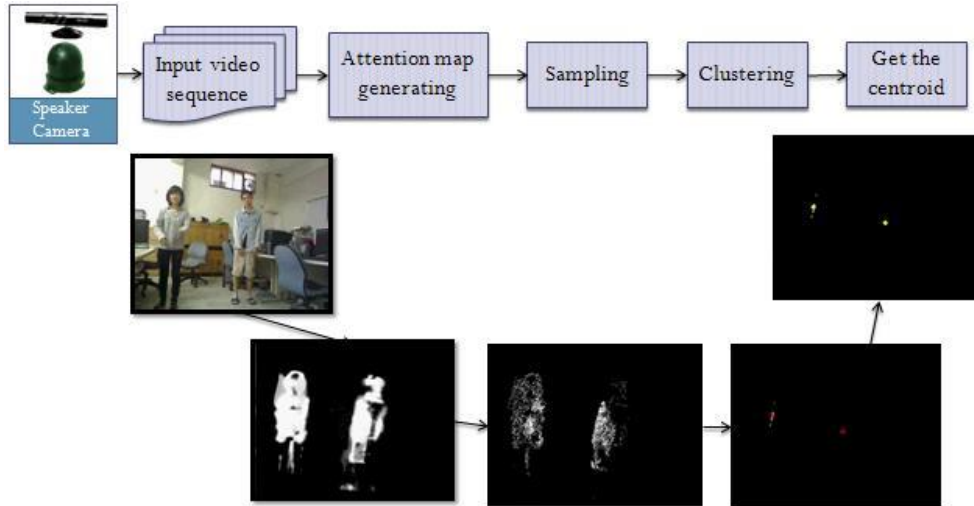 Speaker
Camera
Input video
sequence
Attention map
generating
Sampling
Clustering
Get the
centroid